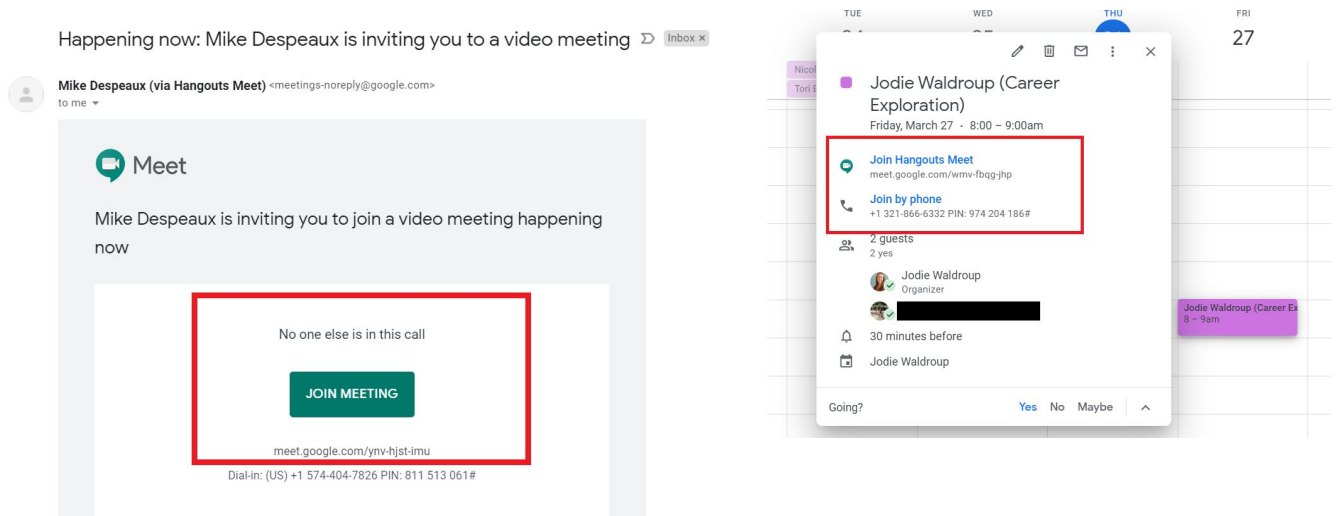 Happening now: Mike Despeaux is inviting you to a video meeting Inbox ×
Mike Despeaux (via Hangouts Meet) <meetings-noreply@google.com>
to me
Meet
Mike Despeaux is inviting you to join a video meeting happening
now
No one else is in this call
JOIN MEETING
meet.google.com/ynv-hjst-imu
Dial-in: (US) +1 574-404-7826 PIN: 811 513 061#
TUE WED THU FRI
27
Nicol
Tori
Jodie Waldroup (Career
Exploration)
Friday, March 27 · 8:00 – 9:00am
Join Hangouts Meet
meet.google.com/wmv-fbqg-jhp
Join by phone
+1 321-866-6332 PIN: 974 204 186#
2 guests
2 yes
Jodie Waldroup
Organizer
30 minutes before
Jodie Waldroup
Going? Yes No Maybe
Jodie Waldroup (Career Ex
8 – 9am